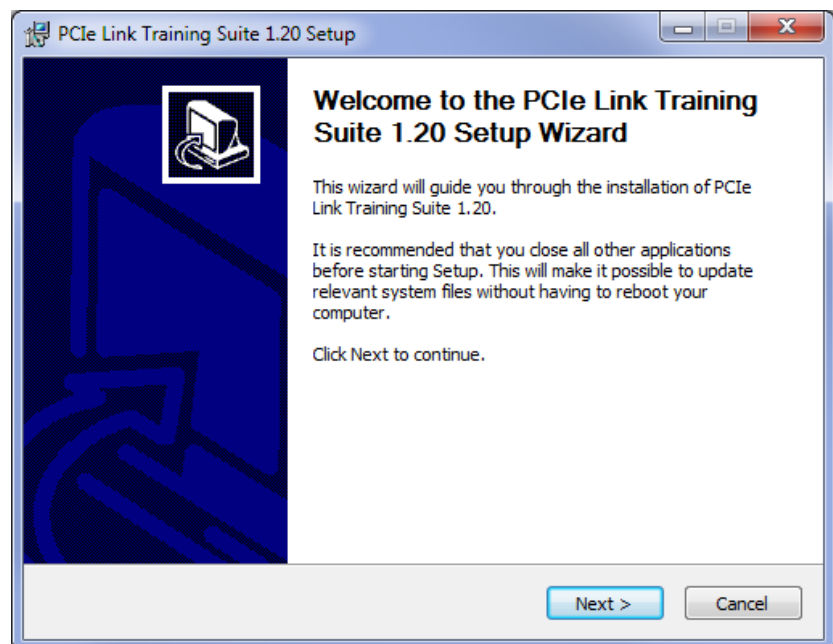 PCIe Link Training Suite 1.20 Setup
Welcome to the PCIe Link Training
Suite 1.20 Setup Wizard
This wizard will guide you through the installation of PCIe
Link Training Suite 1.20.
It is recommended that you close all other applications
before starting Setup. This will make it possible to update
relevant system files without having to reboot your
computer.
Click Next to continue.
Next >
Cancel